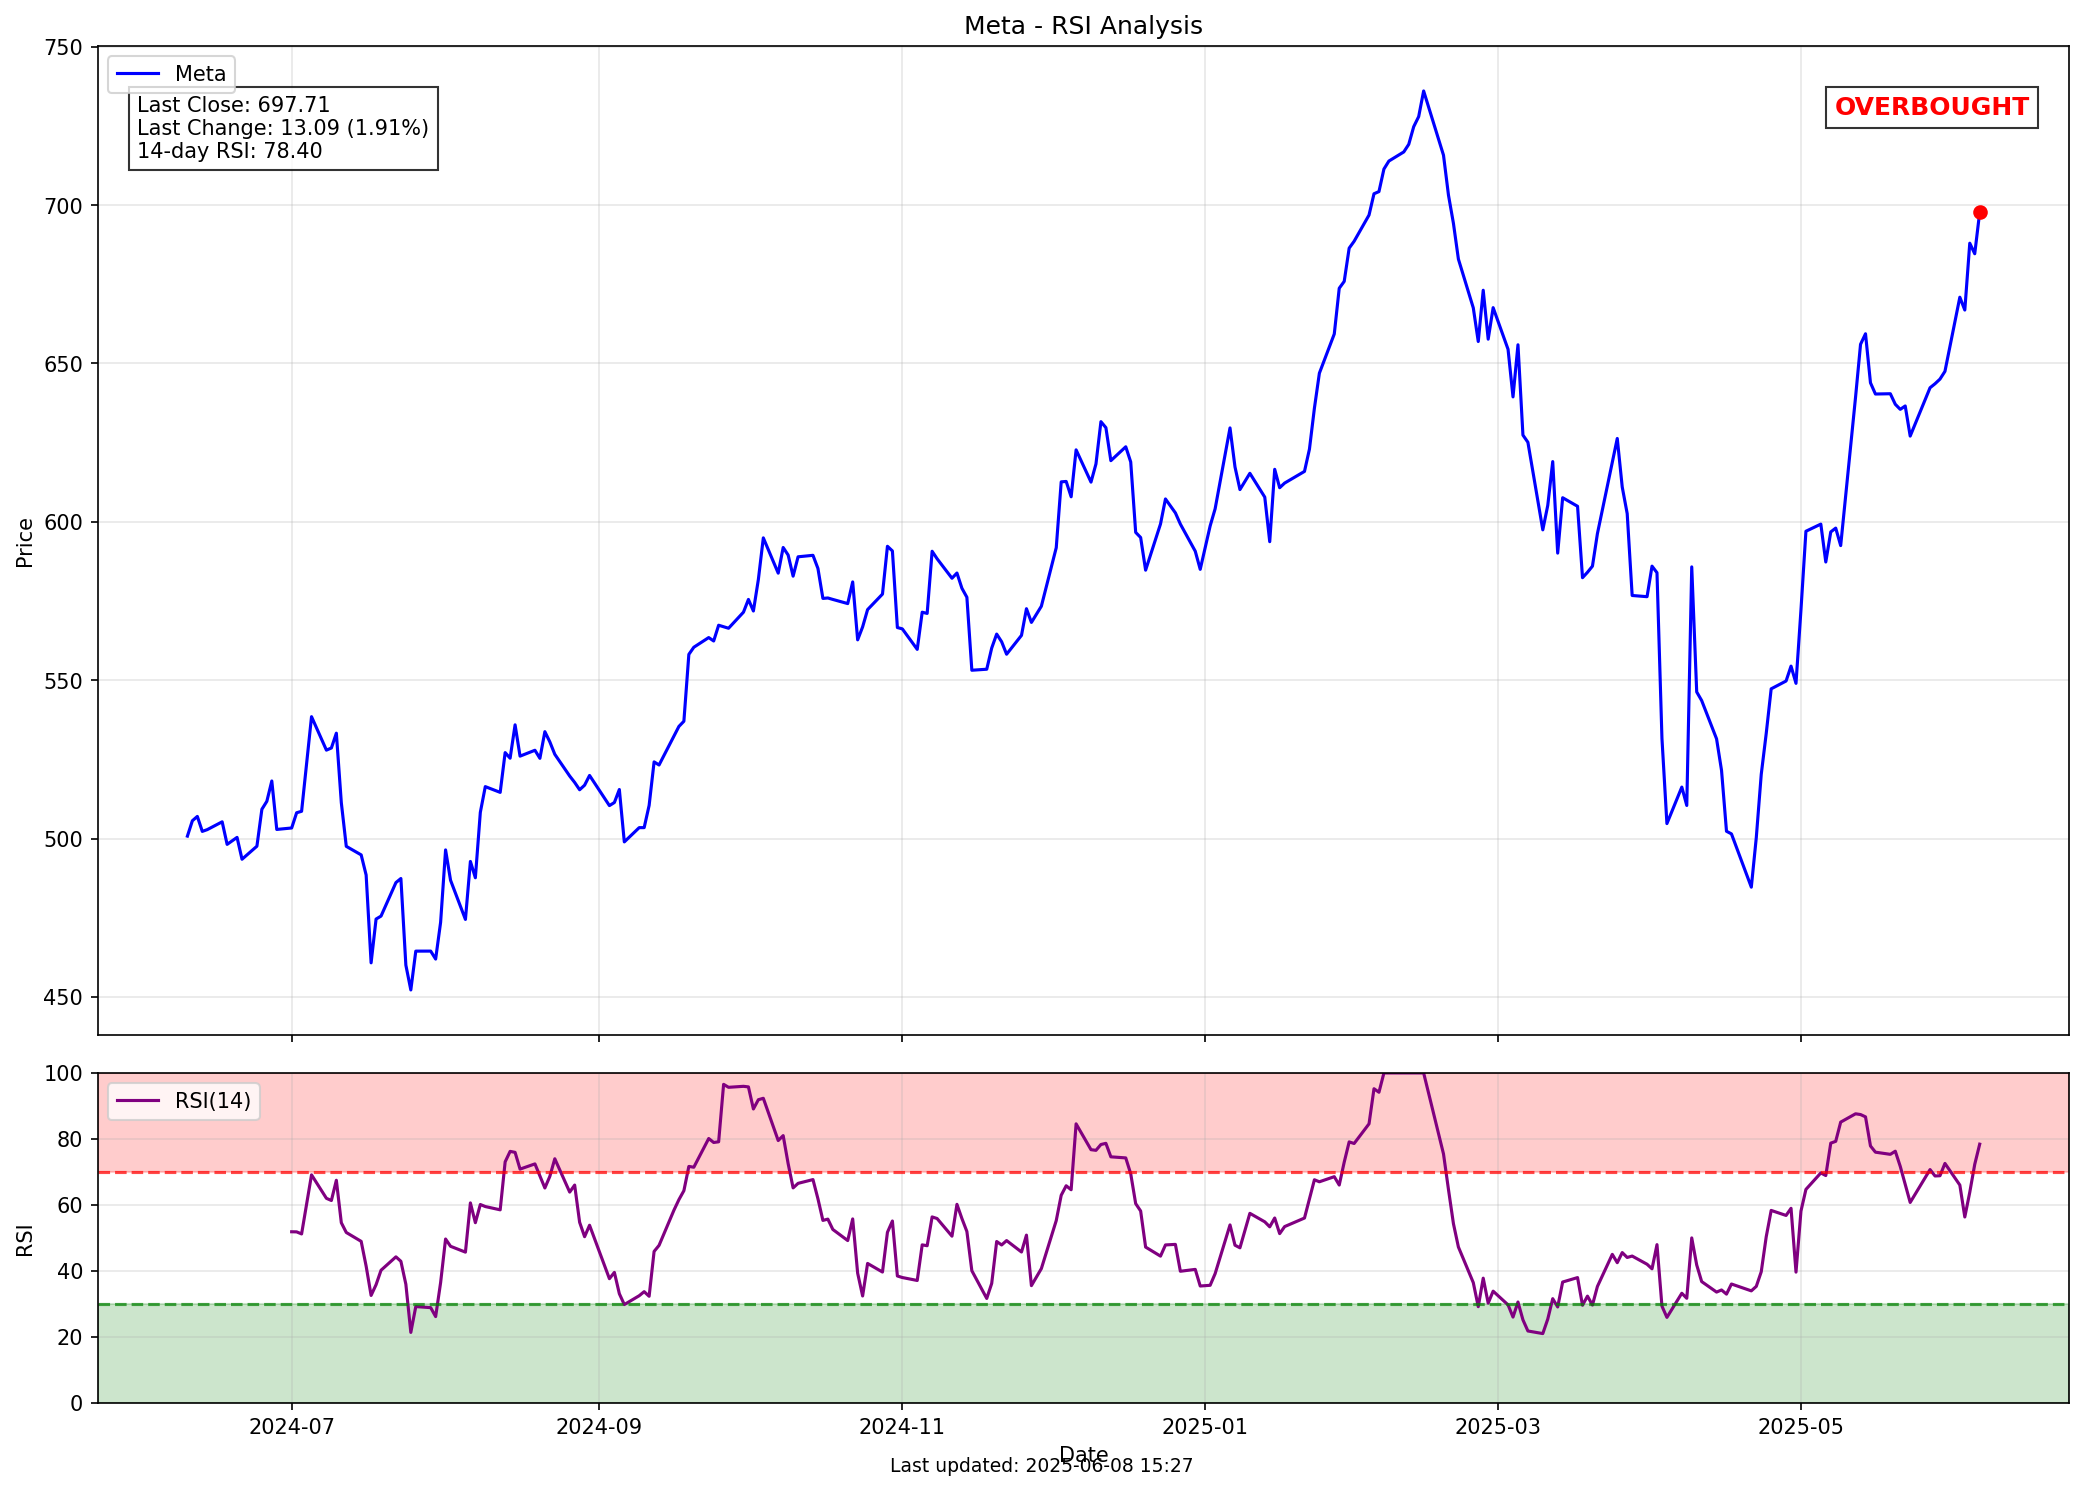 Meta - RSI Analysis
Meta
Last Close: 697.71
Last Change: 13.09 (1.91%)
14-day RSI: 78.40
OVERBOUGHT
Price
750
700
650
600
550
500
450
RSI
RSI(14)
100
80
60
40
20
0
2024-07
2024-09
2024-11
2025-01
2025-03
2025-05
Date
Last updated: 2025-06-08 15:27